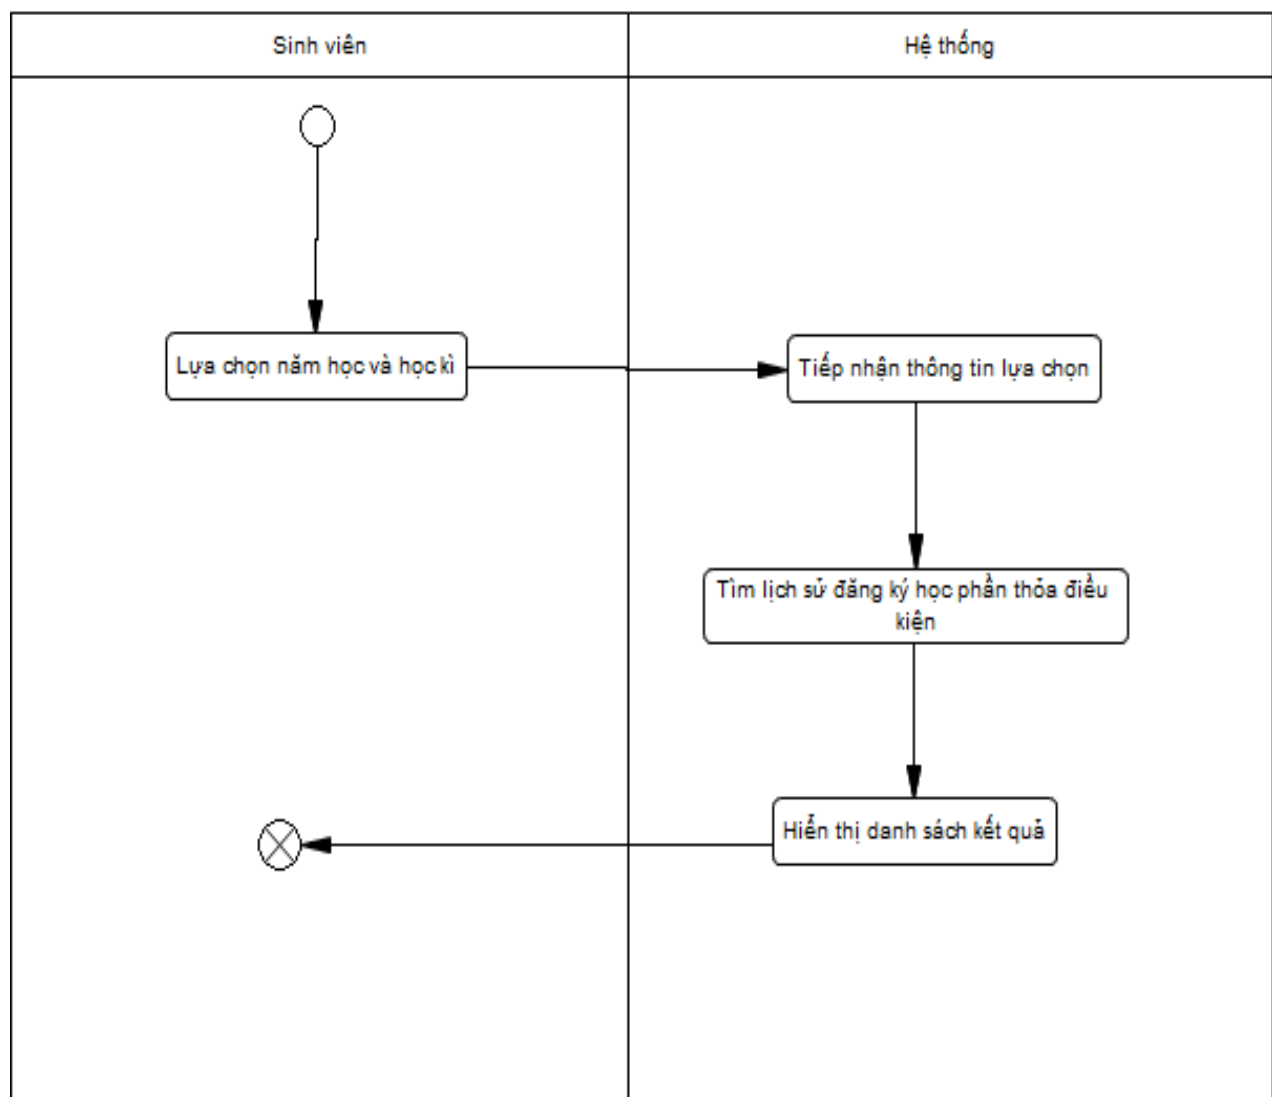 Sinh viên
Hệ thống
Lựa chọn năm học và học kì
Tiếp nhận thông tin lựa chọn
Tìm lịch sử đăng ký học phần thỏa điều
kiện
Hiển thị danh sách kết quả